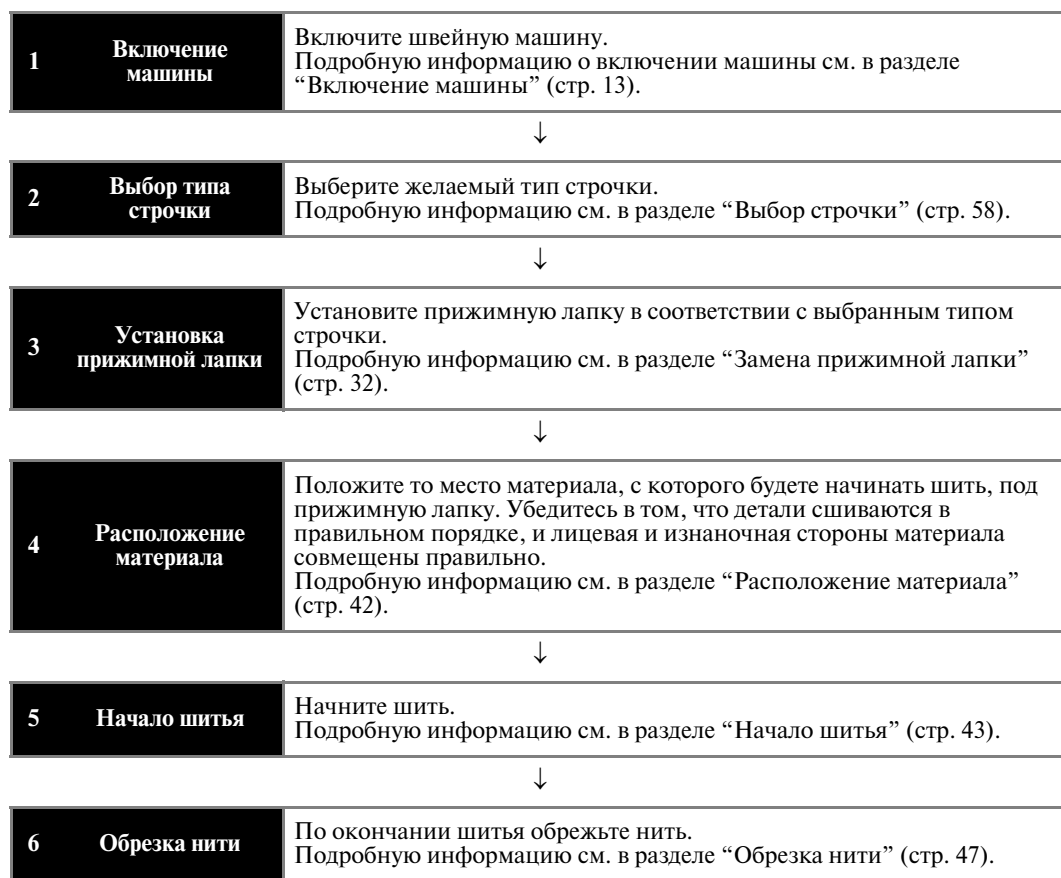 1
Включение
машины
Включите швейную машину.
Подробную информацию о включении машины см. в разделе
“Включение машины” (стр. 13).
↓
2
Выбор типа
строчки
Выберите желаемый тип строчки.
Подробную информацию см. в разделе “Выбор строчки” (стр. 58).
↓
3
Установка
прижимной лапки
Установите прижимную лапку в соответствии с выбранным типом
строчки.
Подробную информацию см. в разделе “Замена прижимной лапки”
(стр. 32).
↓
4
Расположение
материала
Положите то место материала, с которого будете начинать шить, под
прижимную лапку. Убедитесь в том, что детали сшиваются в
правильном порядке, и лицевая и изнаночная стороны материала
совмещены правильно.
Подробную информацию см. в разделе “Расположение материала”
(стр. 42).
↓
5
Начало шитья
Начните шить.
Подробную информацию см. в разделе “Начало шитья” (стр. 43).
↓
6
Обрезка нити
По окончании шитья обрежьте нить.
Подробную информацию см. в разделе “Обрезка нити” (стр. 47).